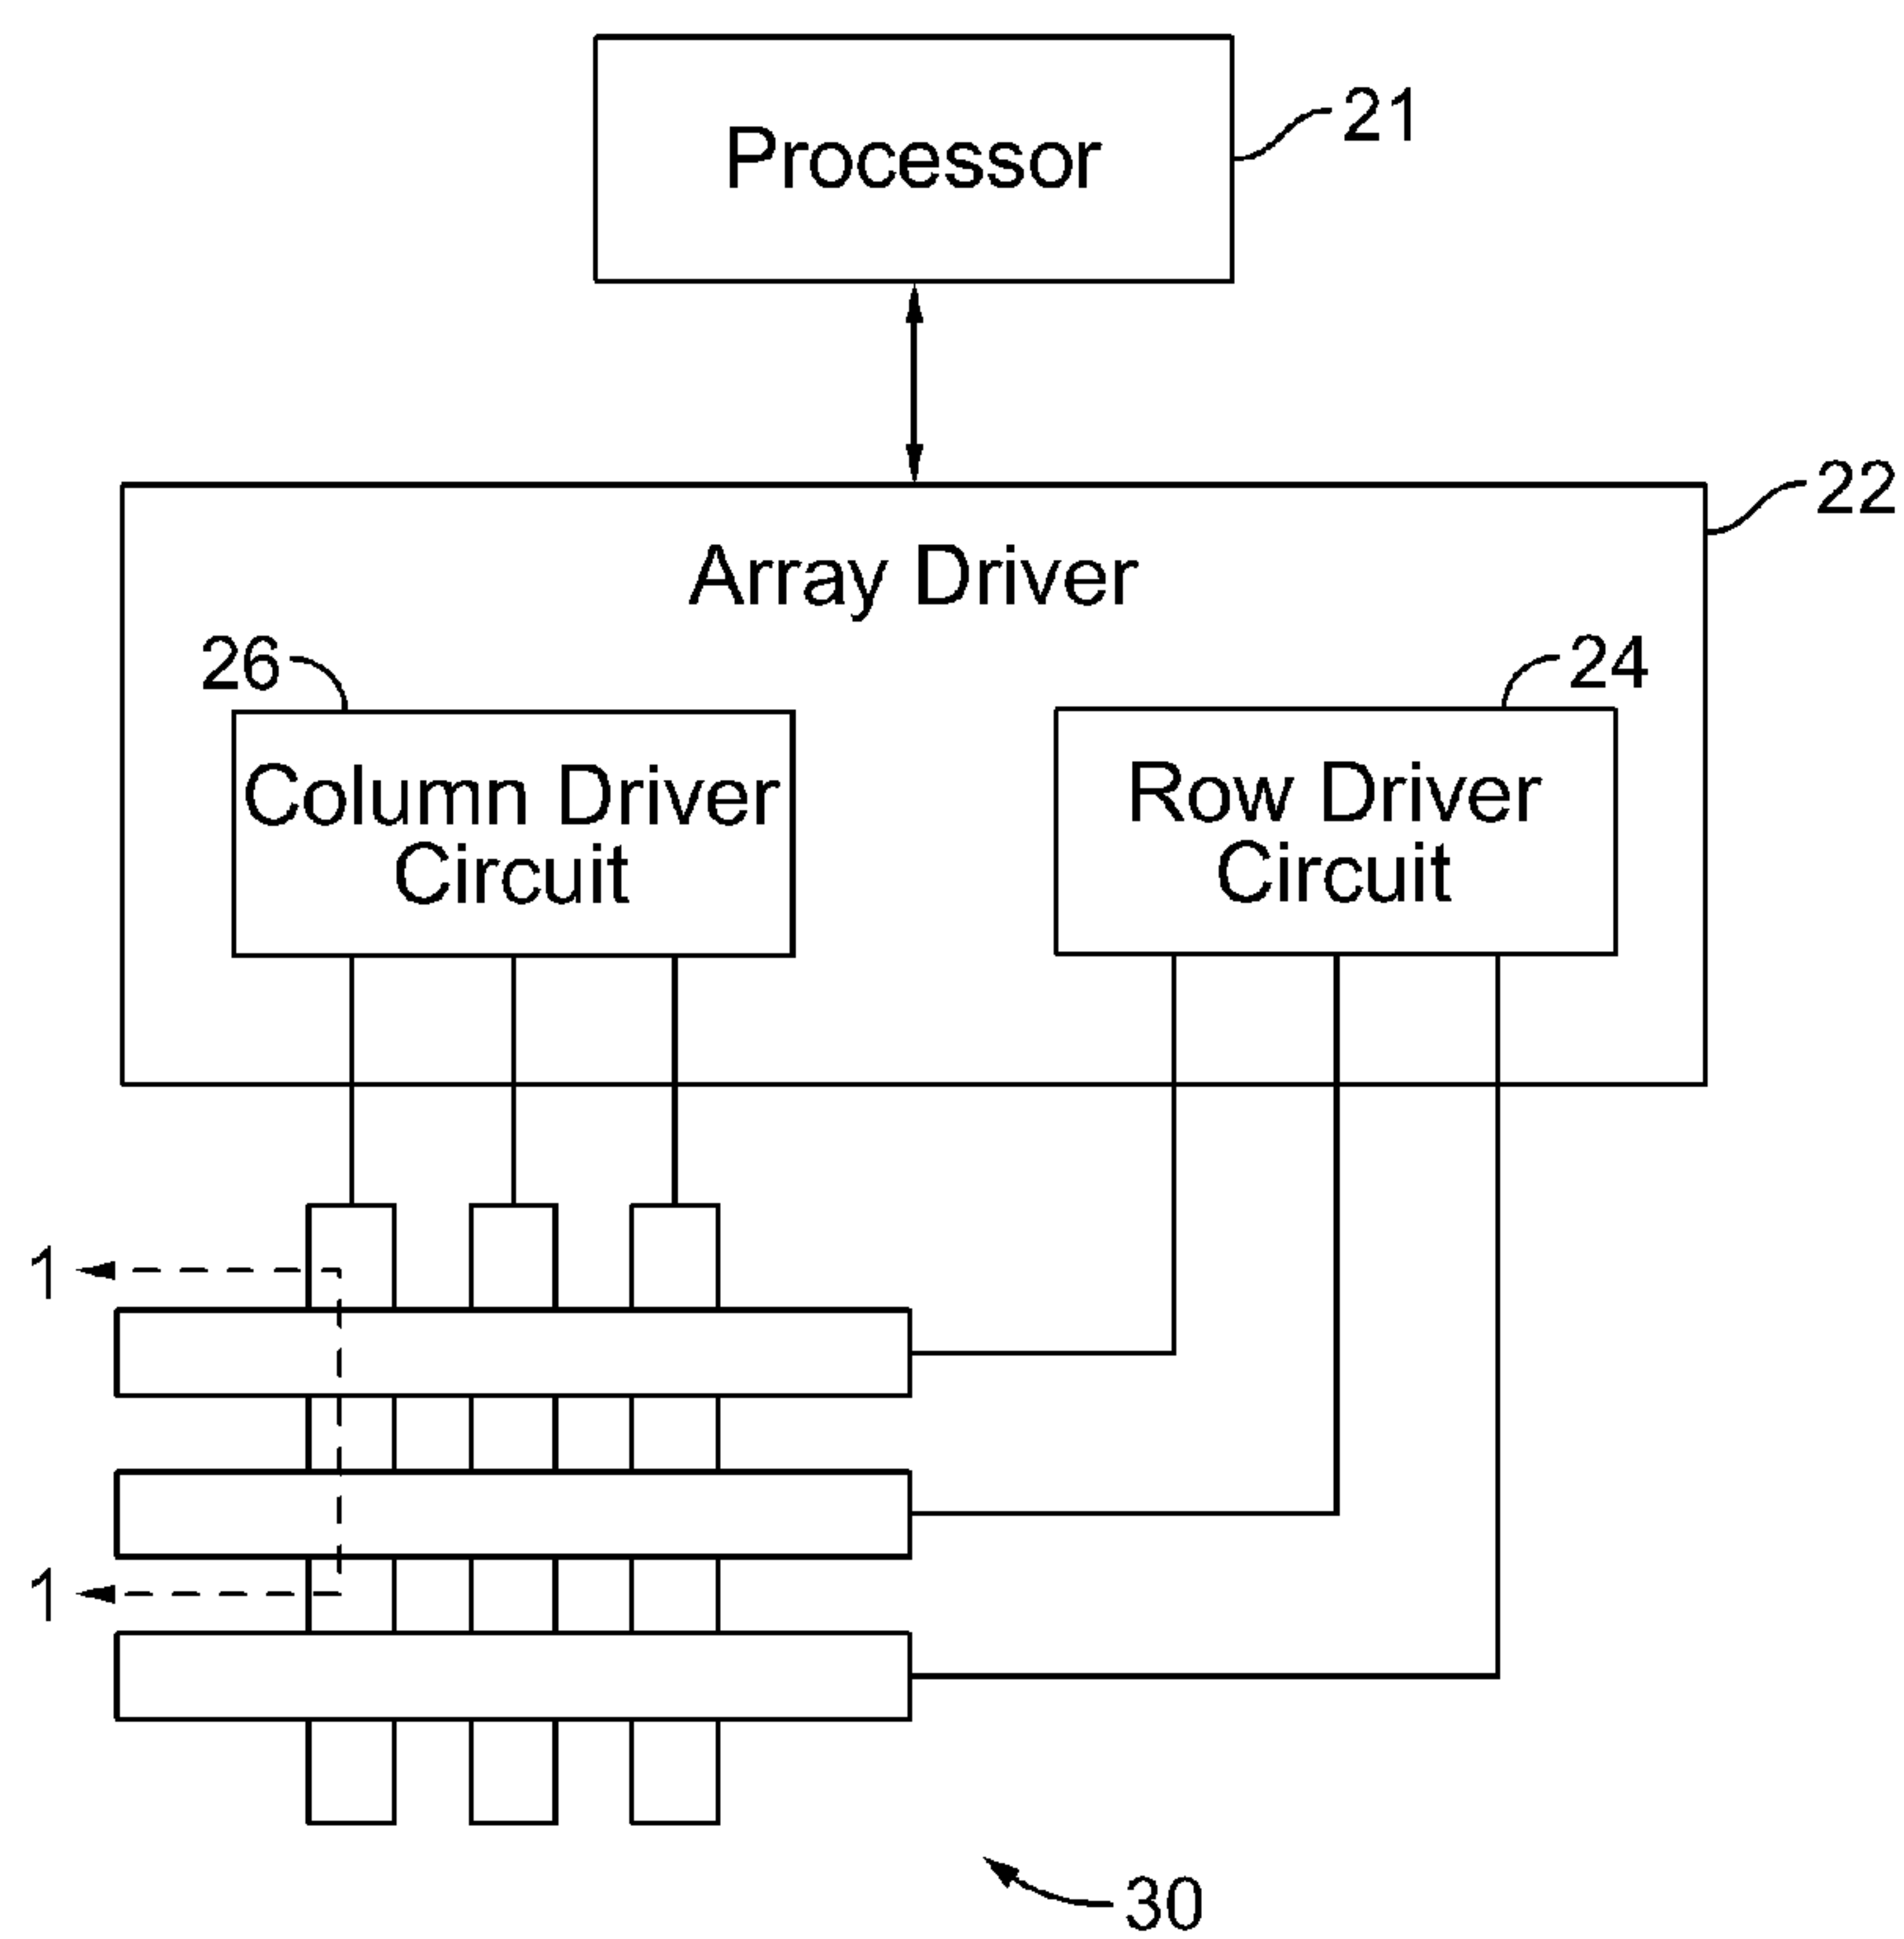 Processor
21
22
Array Driver
26
24
Column Driver
Circuit
Row Driver
Circuit
1
1
30